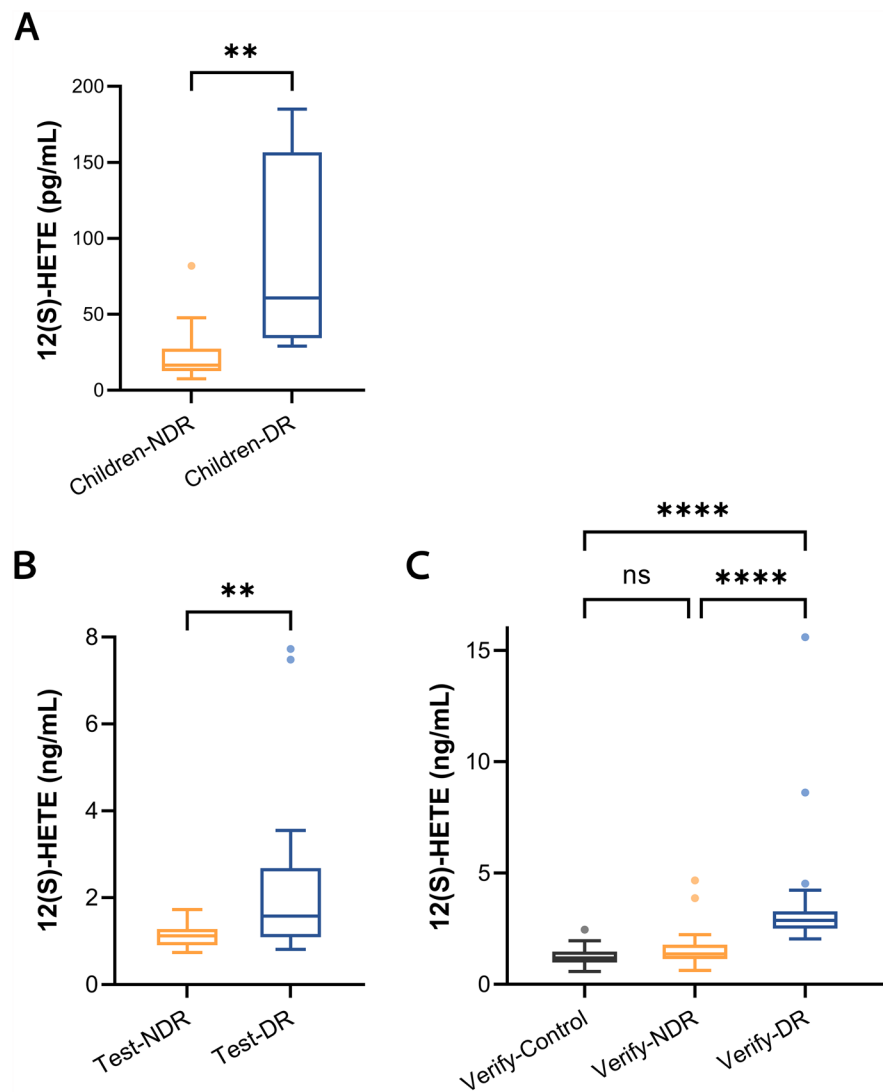 A
**
200
150
100
50
0
12(S)-HETE (pg/mL)
Children-NDR
Children-DR
B
**
8
6
4
2
0
12(S)-HETE (ng/mL)
Test-NDR
Test-DR
C
****
ns
****
15
10
5
0
12(S)-HETE (ng/mL)
Verify-Control
Verify-NDR
Verify-DR